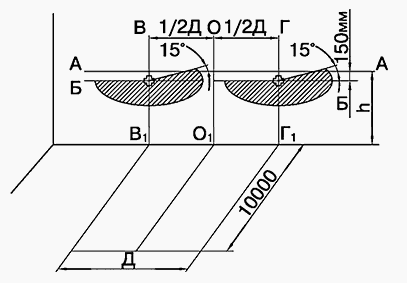 В 1/2Д О 1/2Д Г
15° 15° 150мм
А А
Б Б h
В1 О1 Г1
10000
Д